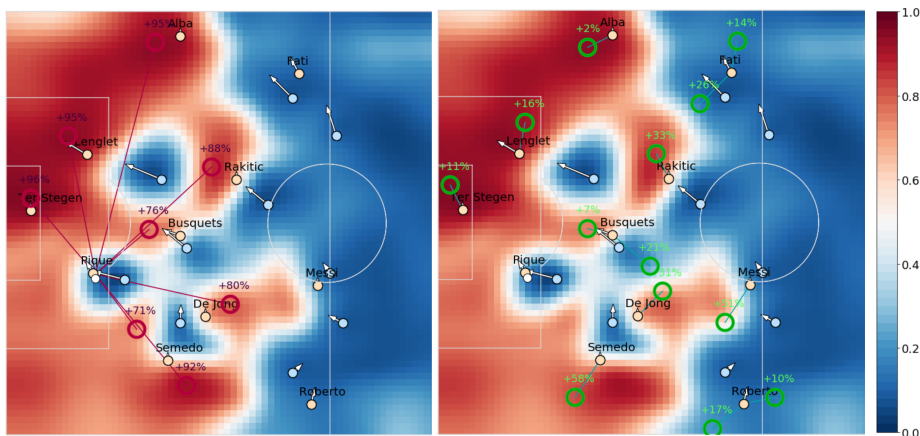 +95%
Alba
Fati
+95%
Lenglet
+88%
Rakitic
+96%
Ter Stegen
+76%
Busquets
Rique
Messi
+80%
De Jong
+71%
Semedo
+92%
Roberto
+2%
Alba
+14%
Fati
+26%
+16%
Lenglet
+33%
Rakitic
+11%
Ter Stegen
+7%
Busquets
+21%
Rique
Messi
De Jong
Semedo
+58%
+10%
Roberto
+17%
1.0
0.8
0.6
0.4
0.2
0.0